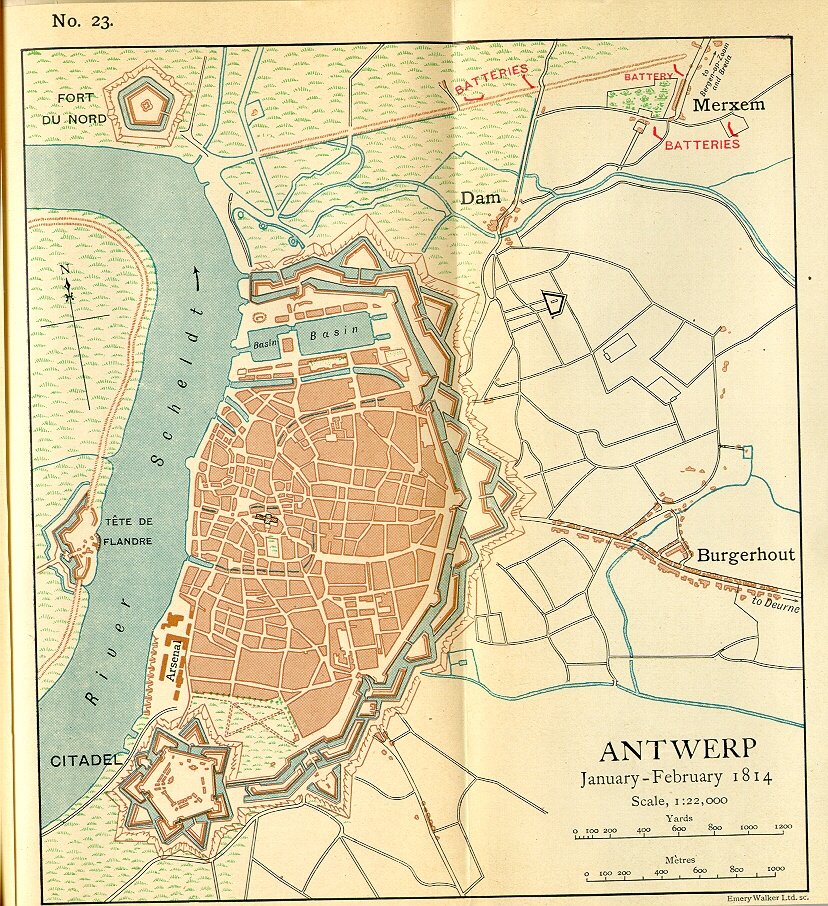 No. 23.
FORT
DU NORD
BATTERIES
BATTERY
to
Bergen-op-Zoom
and Breda
Merxem
BATTERIES
Dam
N
Basin
Basin
River Scheldt
TÊTE DE
FLANDRE
Burgerhout
to Deurne
Arsenal
CITADEL
ANTWERP
January-February 1814
Scale, 1:22,000
Yards
0 100 200 400 600 800 1000 1200
Mètres
0 100 200 400 600 800 1000
Emery Walker Ltd. sc.